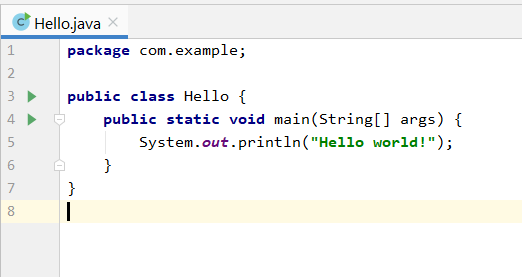 Hello.java
1 package com.example;
2
3 public class Hello {
4     public static void main(String[] args) {
5         System.out.println("Hello world!");
6     }
7 }
8